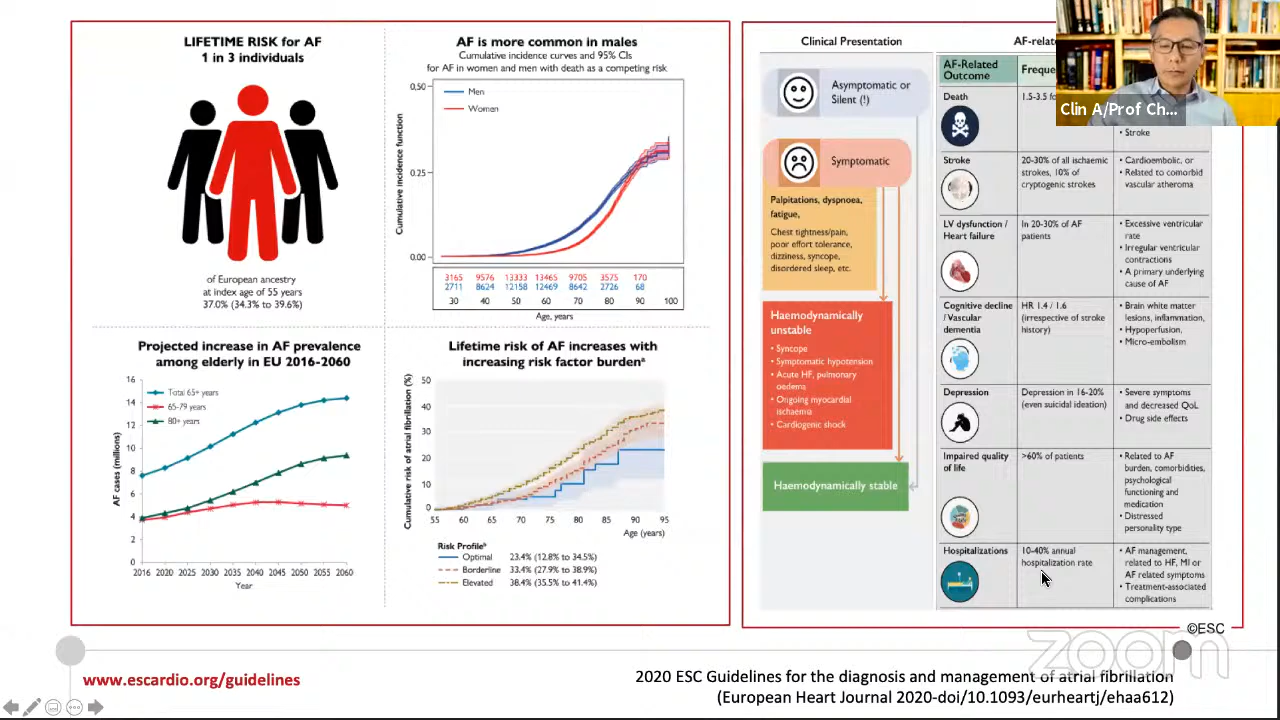 LIFETIME RISK for AF
1 in 3 individuals
of European ancestry
at index age of 55 years
37.0% (34.3% to 39.6%)
AF is more common in males
Cumulative incidence curves and 95% CIs
for AF in women and men with death as a competing risk
Cumulative incidence function
0.50
0.25
0.00
Men
Women
3165 9576 13333 13465 9705 3575 170
2711 8624 12158 12469 8642 2726 68
30 40 50 60 70 80 90 100
Age, years
Projected increase in AF prevalence
among elderly in EU 2016-2060
AF cases (millions)
16
14
12
10
8
6
4
2
0
Total 65+ years
65-79 years
80+ years
2016 2020 2025 2030 2035 2040 2045 2050 2055 2060
Year
Lifetime risk of AF increases with
increasing risk factor burdenᵃ
Cumulative risk of atrial fibrillation (%)
50
40
30
20
10
0
55 60 65 70 75 80 85 90 95
Age (years)
Risk Profileᵇ
Optimal 23.4% (12.8% to 34.5%)
Borderline 33.4% (27.9% to 38.9%)
Elevated 38.4% (35.5% to 41.4%)
Clinical Presentation
Asymptomatic or
Silent (!)
Symptomatic
Palpitations, dyspnoea,
fatigue,
Chest tightness/pain,
poor effort tolerance,
dizziness, syncope,
disordered sleep, etc.
Haemodynamically
unstable
• Syncope
• Symptomatic hypotension
• Acute HF, pulmonary
oedema
• Ongoing myocardial
ischaemia
• Cardiogenic shock
Haemodynamically stable
AF-Related
Outcome
Death
• Stroke
Stroke
20-30% of all ischaemic
strokes, 10% of
cryptogenic strokes
• Cardioembolic, or
• Related to comorbid
vascular atheroma
LV dysfunction /
Heart failure
In 20-30% of AF
patients
• Excessive ventricular
rate
• Irregular ventricular
contractions
• A primary underlying
cause of AF
Cognitive decline
/ Vascular
dementia
HR 1.4 / 1.6
(irrespective of stroke
history)
• Brain white matter
lesions, inflammation,
• Hypoperfusion,
• Micro-embolism
Depression
Depression in 16-20%
(even suicidal ideation)
• Severe symptoms
and decreased QoL
• Drug side effects
Impaired quality
of life
>60% of patients
• Related to AF
burden, comorbidities,
psychological
functioning and
medication
• Distressed
personality type
Hospitalizations
10-40% annual
hospitalization rate
• AF management,
related to HF, MI or
AF related symptoms
• Treatment-associated
complications
Clin A/Prof Ch...
©ESC
zoom
www.escardio.org/guidelines
2020 ESC Guidelines for the diagnosis and management of atrial fibrillation
(European Heart Journal 2020-doi/10.1093/eurheartj/ehaa612)